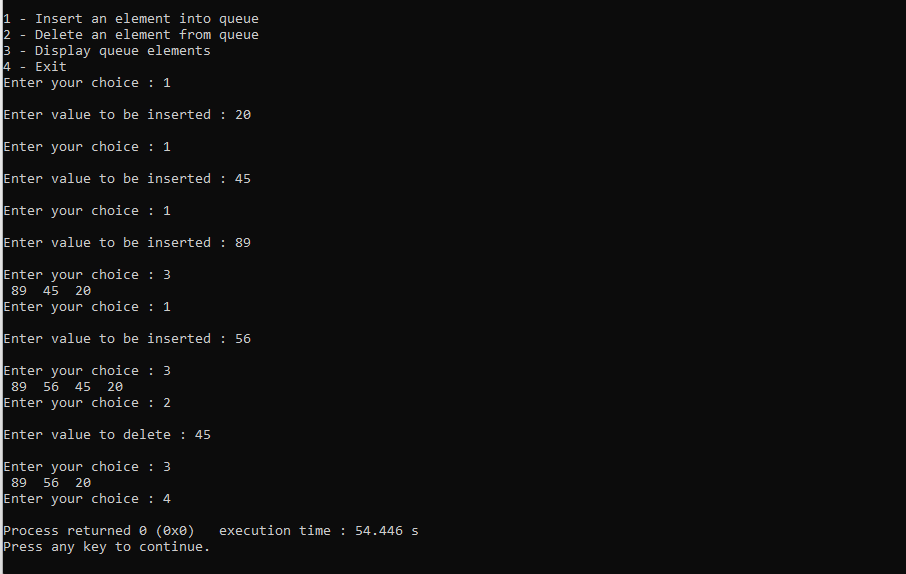 1 - Insert an element into queue
2 - Delete an element from queue
3 - Display queue elements
4 - Exit
Enter your choice : 1
Enter value to be inserted : 20
Enter your choice : 1
Enter value to be inserted : 45
Enter your choice : 1
Enter value to be inserted : 89
Enter your choice : 3
89  45  20
Enter your choice : 1
Enter value to be inserted : 56
Enter your choice : 3
89  56  45  20
Enter your choice : 2
Enter value to delete : 45
Enter your choice : 3
89  56  20
Enter your choice : 4
Process returned 0 (0x0)   execution time : 54.446 s
Press any key to continue.